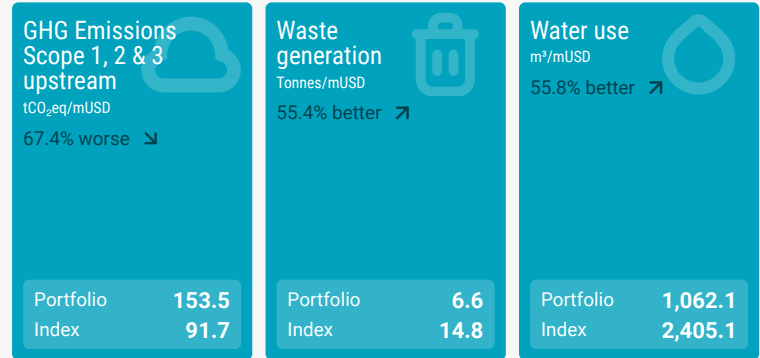 GHG Emissions
Scope 1, 2 & 3
upstream
tCO₂eq/mUSD
67.4% worse
Portfolio 153.5
Index 91.7
Waste
generation
Tonnes/mUSD
55.4% better
Portfolio 6.6
Index 14.8
Water use
m³/mUSD
55.8% better
Portfolio 1,062.1
Index 2,405.1